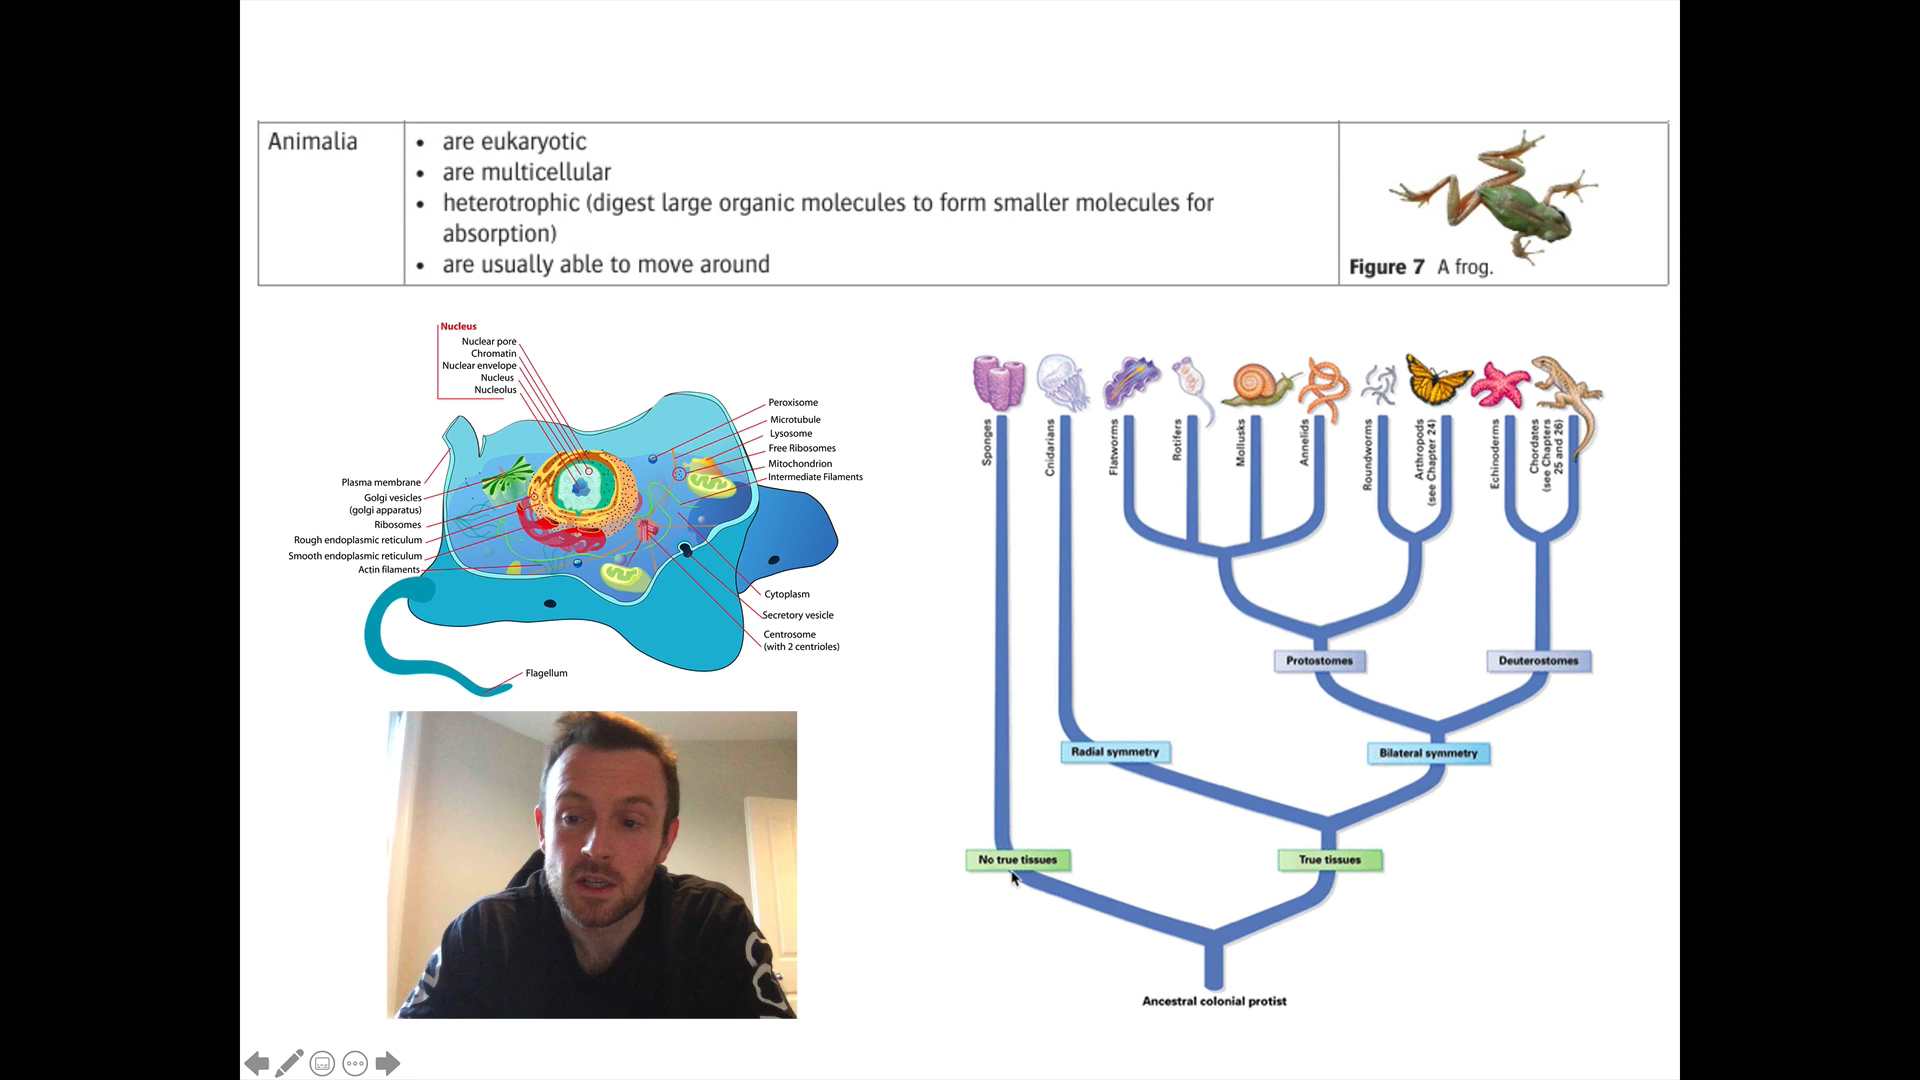 Animalia
• are eukaryotic
• are multicellular
• heterotrophic (digest large organic molecules to form smaller molecules for
absorption)
• are usually able to move around
Figure 7 A frog.
Nucleus
Nuclear pore
Chromatin
Nuclear envelope
Nucleus
Nucleolus
Plasma membrane
Golgi vesicles
(golgi apparatus)
Ribosomes
Rough endoplasmic reticulum
Smooth endoplasmic reticulum
Actin filaments
Peroxisome
Microtubule
Lysosome
Free Ribosomes
Mitochondrion
Intermediate Filaments
Cytoplasm
Secretory vesicle
Centrosome
(with 2 centrioles)
Flagellum
Sponges
Cnidarians
Flatworms
Rotifers
Mollusks
Annelids
Roundworms
Arthropods
(see Chapter 24)
Echinoderms
Chordates
(see Chapters
25 and 26)
Protostomes
Deuterostomes
Radial symmetry
Bilateral symmetry
No true tissues
True tissues
Ancestral colonial protist